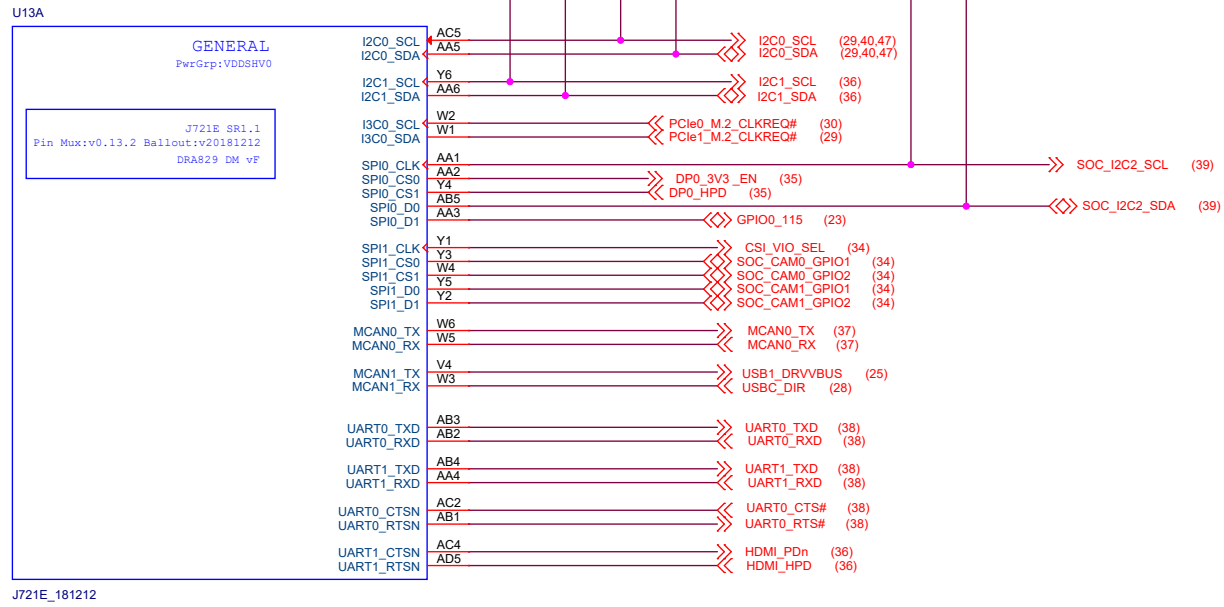 U13A
GENERAL
PwrGrp:VDDSHV0
J721E SR1.1
Pin Mux:v0.13.2 Ballout:v20181212
DRA829 DM vF
I2C0_SCL AC5 I2C0_SCL (29,40,47)
I2C0_SDA AA5 I2C0_SDA (29,40,47)
I2C1_SCL Y6 I2C1_SCL (36)
I2C1_SDA AA6 I2C1_SDA (36)
I3C0_SCL W2 PCIe0_M.2_CLKREQ# (30)
I3C0_SDA W1 PCIe1_M.2_CLKREQ# (29)
SPI0_CLK AA1 SOC_I2C2_SCL (39)
SPI0_CS0 AA2 DP0_3V3 _EN (35)
SPI0_CS1 Y4 DP0_HPD (35)
SPI0_D0 AB5 SOC_I2C2_SDA (39)
SPI0_D1 AA3 GPIO0_115 (23)
SPI1_CLK Y1 CSI_VIO_SEL (34)
SPI1_CS0 Y3 SOC_CAM0_GPIO1 (34)
SPI1_CS1 W4 SOC_CAM0_GPIO2 (34)
SPI1_D0 Y5 SOC_CAM1_GPIO1 (34)
SPI1_D1 Y2 SOC_CAM1_GPIO2 (34)
MCAN0_TX W6 MCAN0_TX (37)
MCAN0_RX W5 MCAN0_RX (37)
MCAN1_TX V4 USB1_DRVVBUS (25)
MCAN1_RX W3 USBC_DIR (28)
UART0_TXD AB3 UART0_TXD (38)
UART0_RXD AB2 UART0_RXD (38)
UART1_TXD AB4 UART1_TXD (38)
UART1_RXD AA4 UART1_RXD (38)
UART0_CTSN AC2 UART0_CTS# (38)
UART0_RTSN AB1 UART0_RTS# (38)
UART1_CTSN AC4 HDMI_PDn (36)
UART1_RTSN AD5 HDMI_HPD (36)
J721E_181212